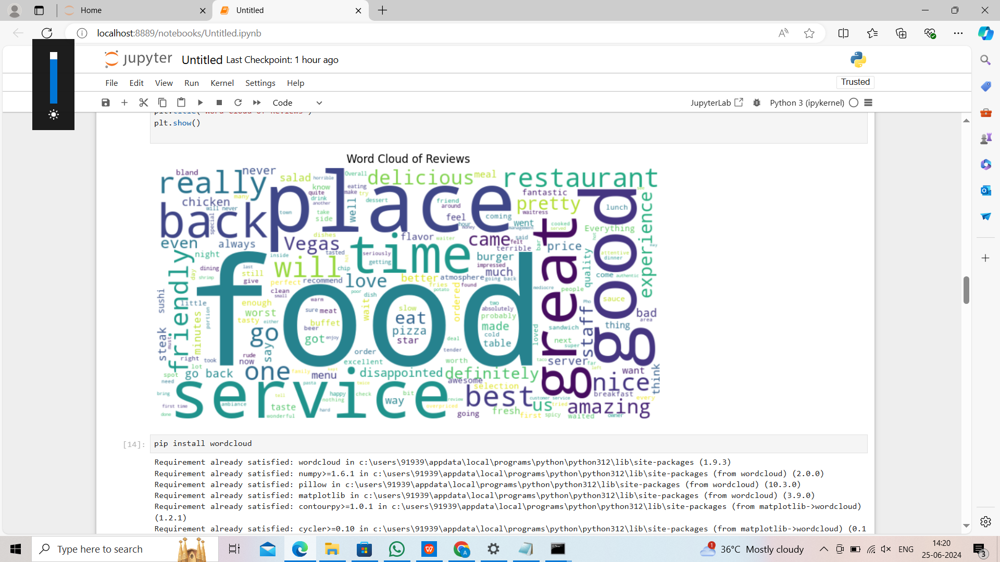 Home
Untitled
localhost:8889/notebooks/Untitled.ipynb
jupyter Untitled Last Checkpoint: 1 hour ago
File Edit View Run Kernel Settings Help
Trusted
Code
JupyterLab
Python 3 (ipykernel)
plt.show()
Word Cloud of Reviews
bland never salad horrible Overall delicious meal restaurant
really place know eating fantastic
chicken many quite drink make try dessert friend pretty lunch
back will never another town take side well around feel coming waitress went cooked served Everything experience
special hour money management
even always Vegas dishes flavor waiter came felt said terrible bar great price good hot may
friendly night inside tasted hit time seriously getting burger impressed quality attentive dinner
day dining last still will chip much come authentic
shrimp give perfect recommend love better atmosphere going back
fries found potato mediocre people
sushi clean small poor dish ordered Pho sauce
little enough warm wait slow two absolutely
food sure meat eat probably bad area
minutes portion worst tasty either buffet beer pizza made loved sandwich staff thing
steak must go got enjoy star cold table next super
say deal tender
right took rude now order excellent worth taco server far left
lot spot go back one family kept menu disappointed definitely want nice think
need service pasta twice awesome selection best breakfast
bring tell happy nothing check bit review customer service every
first time ambiance taste hard way overpriced us tried amazing
done wonderful going fresh first spicy waited owner
[14]: pip install wordcloud
Requirement already satisfied: wordcloud in c:\users\91939\appdata\local\programs\python\python312\lib\site-packages (1.9.3)
Requirement already satisfied: numpy>=1.6.1 in c:\users\91939\appdata\local\programs\python\python312\lib\site-packages (from wordcloud) (2.0.0)
Requirement already satisfied: pillow in c:\users\91939\appdata\local\programs\python\python312\lib\site-packages (from wordcloud) (10.3.0)
Requirement already satisfied: matplotlib in c:\users\91939\appdata\local\programs\python\python312\lib\site-packages (from wordcloud) (3.9.0)
Requirement already satisfied: contourpy>=1.0.1 in c:\users\91939\appdata\local\programs\python\python312\lib\site-packages (from matplotlib->wordcloud)
(1.2.1)
Requirement already satisfied: cycler>=0.10 in c:\users\91939\appdata\local\programs\python\python312\lib\site-packages (from matplotlib->wordcloud) (0.1
Type here to search
1
36°C Mostly cloudy
ENG
14:20
25-06-2024
3